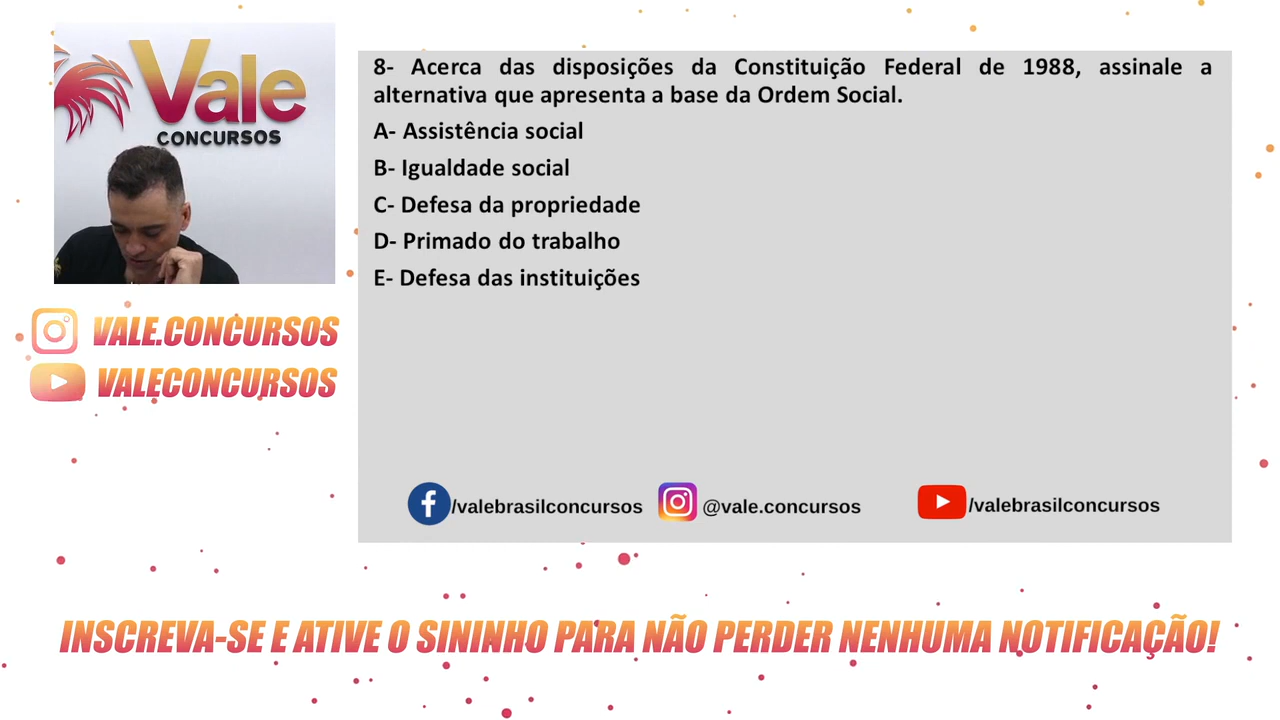 Vale
CONCURSOS
VALE.CONCURSOS
VALECONCURSOS
8- Acerca das disposições da Constituição Federal de 1988, assinale a
alternativa que apresenta a base da Ordem Social.
A- Assistência social
B- Igualdade social
C- Defesa da propriedade
D- Primado do trabalho
E- Defesa das instituições
/valebrasilconcursos @vale.concursos /valebrasilconcursos
INSCREVA-SE E ATIVE O SININHO PARA NÃO PERDER NENHUMA NOTIFICAÇÃO!